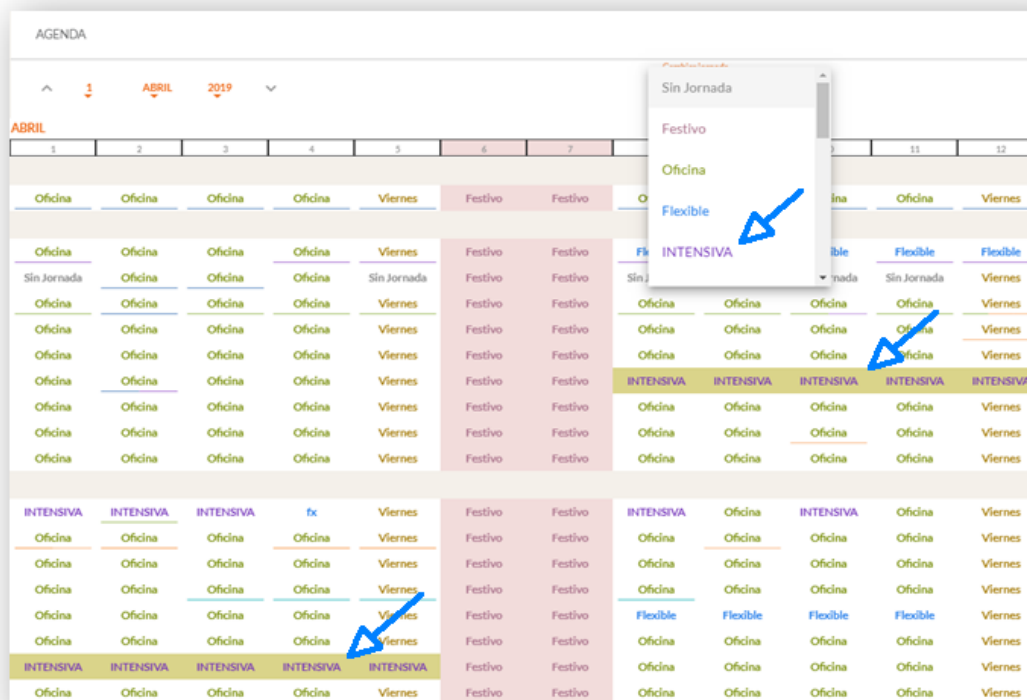 AGENDA
1 ABRIL 2019
Cambiar jornada
Sin Jornada
Festivo
Oficina
Flexible
INTENSIVA
ABRIL
1 2 3 4 5 6 7 11 12
Oficina Oficina Oficina Oficina Viernes Festivo Festivo Oficina Viernes
Oficina Oficina Oficina Oficina Viernes Festivo Festivo Flexible Flexible
Sin Jornada Oficina Oficina Oficina Sin Jornada Festivo Festivo Sin Jornada Viernes
Oficina Oficina Oficina Oficina Viernes Festivo Festivo Oficina Oficina Oficina Oficina Viernes
Oficina Oficina Oficina Oficina Viernes Festivo Festivo Oficina Oficina Oficina Oficina Viernes
Oficina Oficina Oficina Oficina Viernes Festivo Festivo Oficina Oficina Oficina Oficina Viernes
Oficina Oficina Oficina Oficina Viernes Festivo Festivo INTENSIVA INTENSIVA INTENSIVA INTENSIVA INTENSIVA
Oficina Oficina Oficina Oficina Viernes Festivo Festivo Oficina Oficina Oficina Oficina Viernes
Oficina Oficina Oficina Oficina Viernes Festivo Festivo Oficina Oficina Oficina Oficina Viernes
Oficina Oficina Oficina Oficina Viernes Festivo Festivo Oficina Oficina Oficina Oficina Viernes
INTENSIVA INTENSIVA INTENSIVA fx Viernes Festivo Festivo INTENSIVA Oficina INTENSIVA Oficina Viernes
Oficina Oficina Oficina Oficina Viernes Festivo Festivo Oficina Oficina Oficina Oficina Viernes
Oficina Oficina Oficina Oficina Viernes Festivo Festivo Oficina Oficina Oficina Oficina Viernes
Oficina Oficina Oficina Oficina Viernes Festivo Festivo Oficina Oficina Oficina Oficina Viernes
Oficina Oficina Oficina Oficina Viernes Festivo Festivo Flexible Flexible Flexible Flexible Viernes
Oficina Oficina Oficina Oficina Viernes Festivo Festivo Oficina Oficina Oficina Oficina Viernes
INTENSIVA INTENSIVA INTENSIVA INTENSIVA INTENSIVA Festivo Festivo Oficina Oficina Oficina Oficina Viernes
Oficina Oficina Oficina Oficina Viernes Festivo Festivo Oficina Oficina Oficina Oficina Viernes